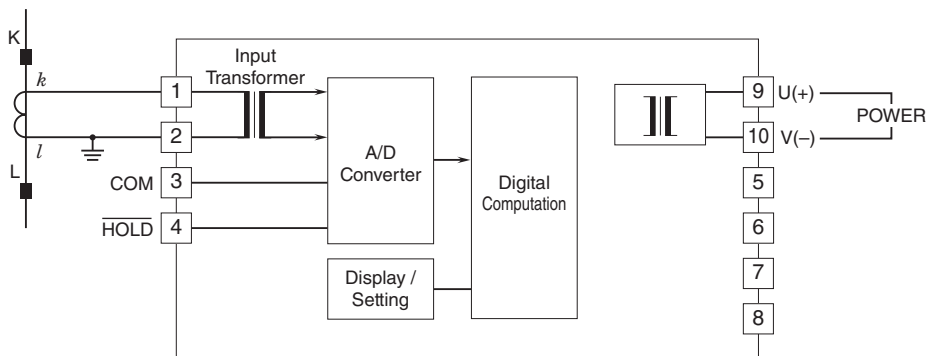 K
k
l
L
COM
HOLD
1
2
3
4
Input
Transformer
A/D
Converter
Display /
Setting
Digital
Computation
9
10
5
6
7
8
U(+)
V(–)
POWER